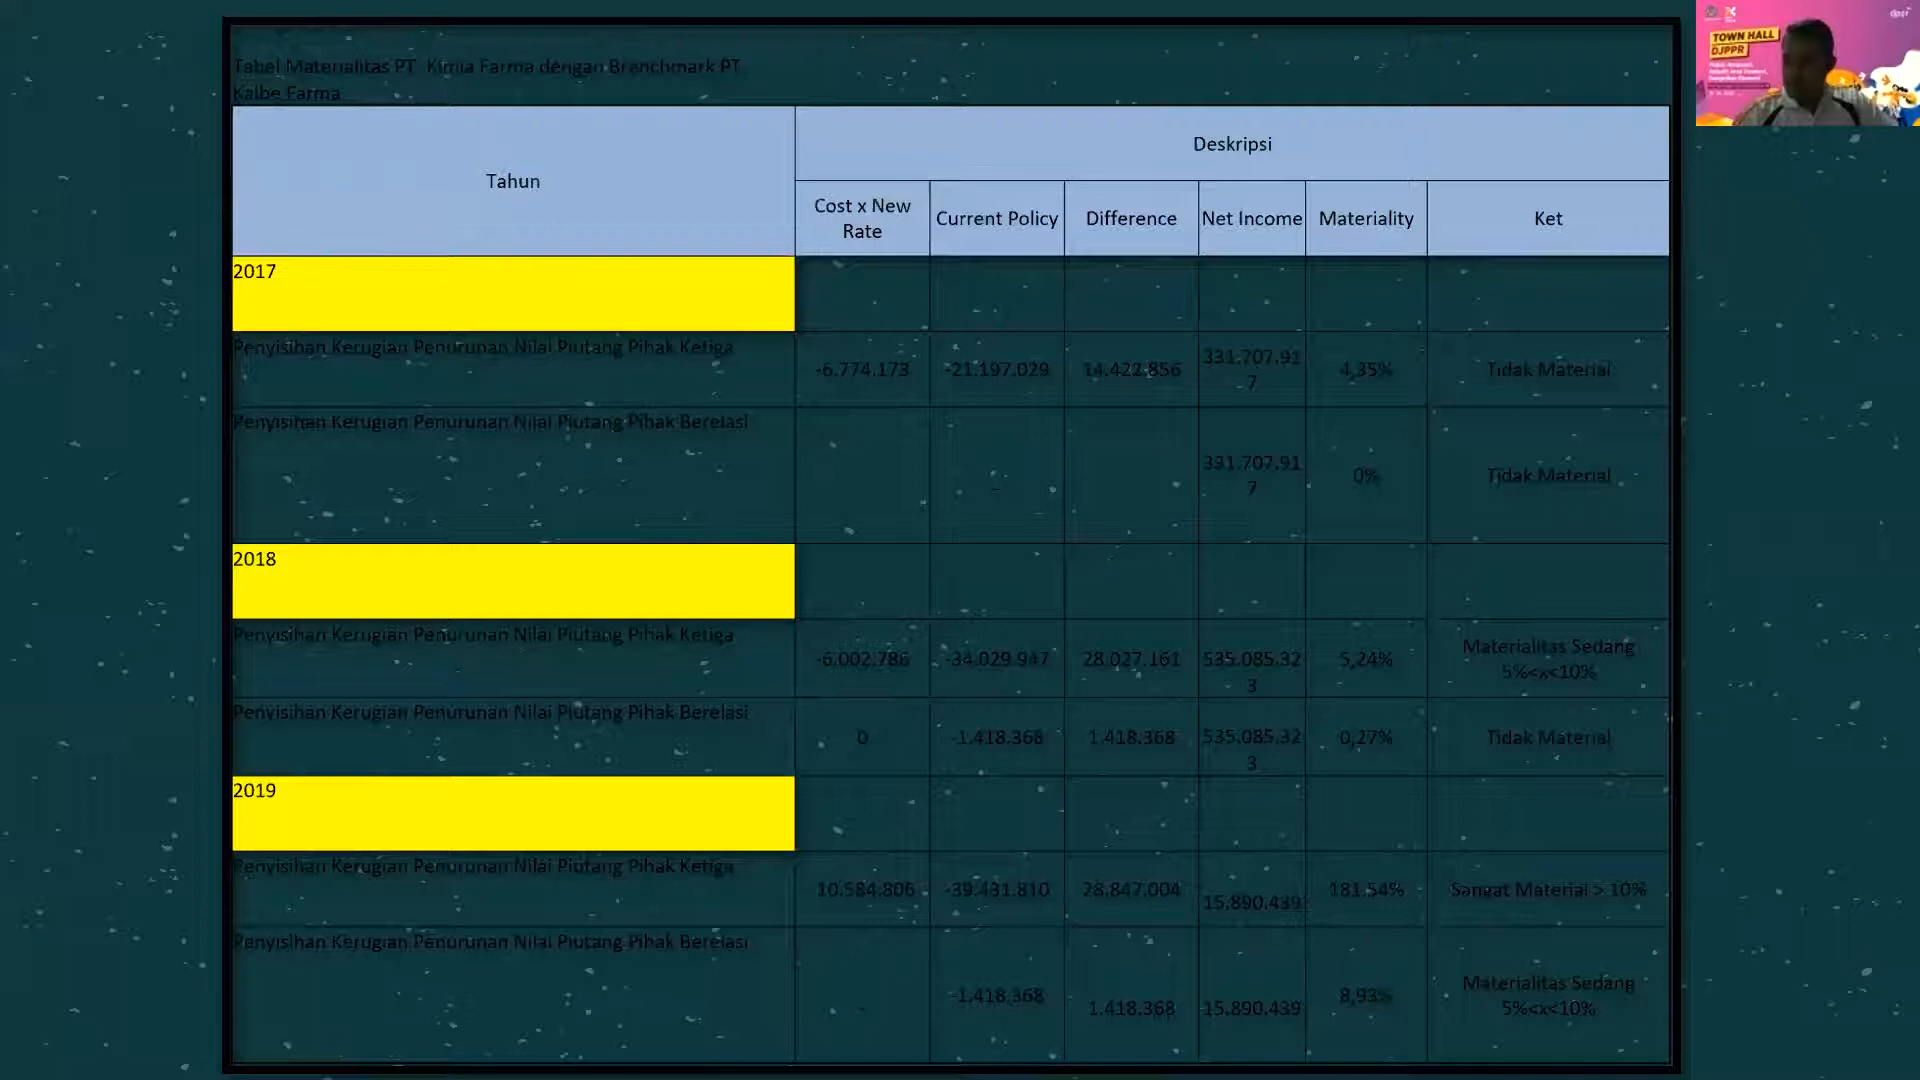 Tabel Materialitas PT Kimia Farma dengan Branchmark PT
Kalbe Farma
Tahun
Deskripsi
Cost x New
Rate
Current Policy
Difference
Net Income
Materiality
Ket
2017
Penyisihan Kerugian Penurunan Nilai Piutang Pihak Ketiga
-6.774.173
-21.197.029
14.422.856
331.707.91
7
4,35%
Tidak Material
Penyisihan Kerugian Penurunan Nilai Piutang Pihak Berelasi
-
331.707.91
7
0%
Tidak Material
2018
Penyisihan Kerugian Penurunan Nilai Piutang Pihak Ketiga
-6.002.786
-34.029.947
28.027.161
535.085.32
3
5,24%
Materialitas Sedang
5%<x<10%
Penyisihan Kerugian Penurunan Nilai Piutang Pihak Berelasi
0
-1.418.368
1.418.368
535.085.32
3
0,27%
Tidak Material
2019
Penyisihan Kerugian Penurunan Nilai Piutang Pihak Ketiga
10.584.806
-39.431.810
28.847.004
15.890.439
181.54%
Sangat Material > 10%
Penyisihan Kerugian Penurunan Nilai Piutang Pihak Berelasi
-
-1.418.368
1.418.368
15.890.439
8,93%
Materialitas Sedang
5%<x<10%
TOWN HALL
DJPPR